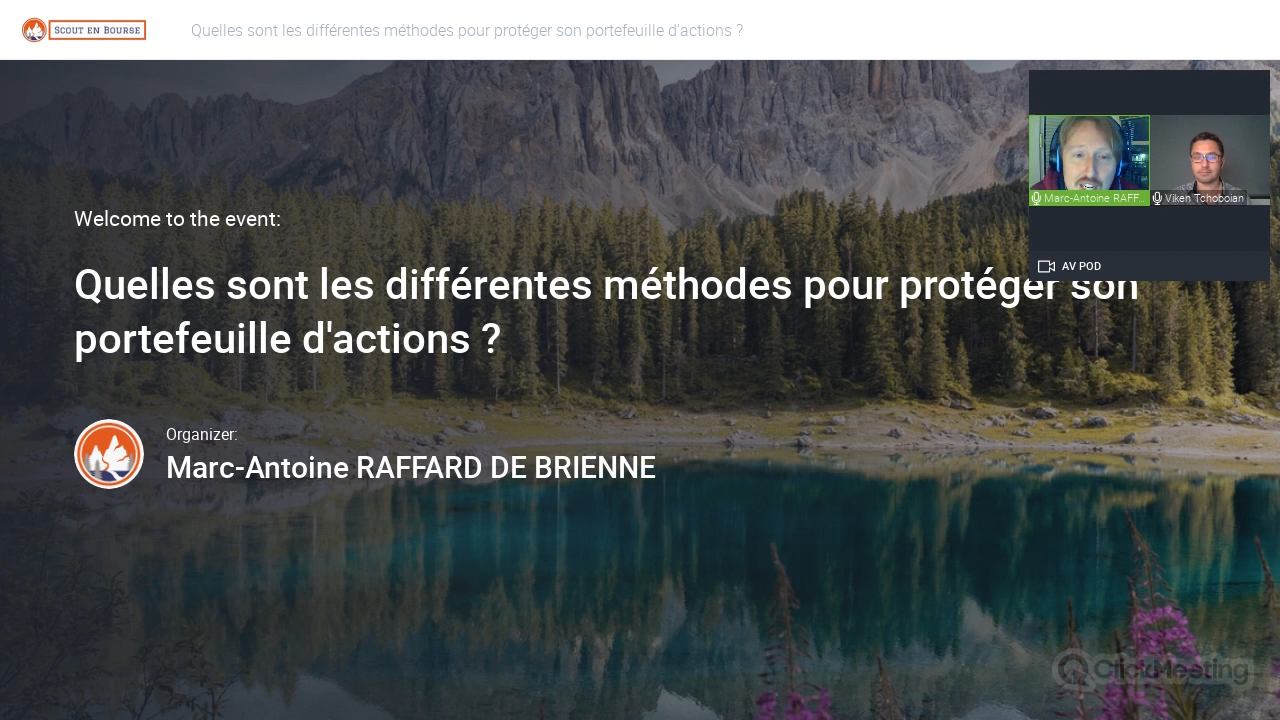 SCOUT EN BOURSE
Quelles sont les différentes méthodes pour protéger son portefeuille d'actions ?
Marc-Antoine RAFF...
Viken Tchoboian
AV POD
Welcome to the event:
Quelles sont les différentes méthodes pour protéger son
portefeuille d'actions ?
Organizer:
Marc-Antoine RAFFARD DE BRIENNE
ClickMeeting